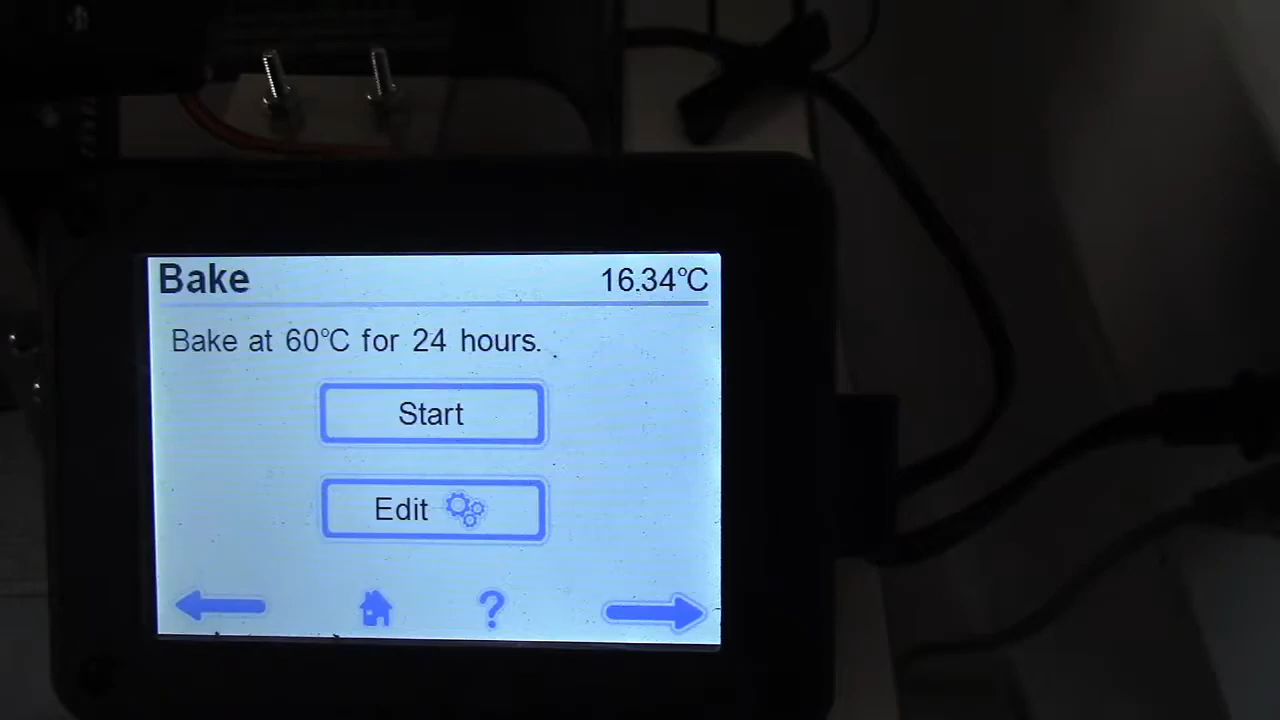 Bake 16.34℃
Bake at 60℃ for 24 hours.
Start
Edit
?